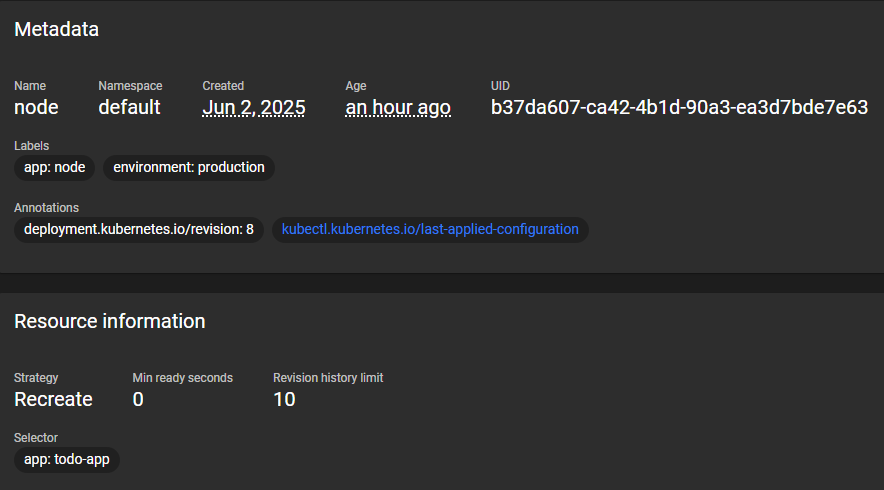 Metadata
Name Namespace Created Age UID
node default Jun 2, 2025 an hour ago b37da607-ca42-4b1d-90a3-ea3d7bde7e63
Labels
app: node environment: production
Annotations
deployment.kubernetes.io/revision: 8 kubectl.kubernetes.io/last-applied-configuration
Resource information
Strategy Min ready seconds Revision history limit
Recreate 0 10
Selector
app: todo-app